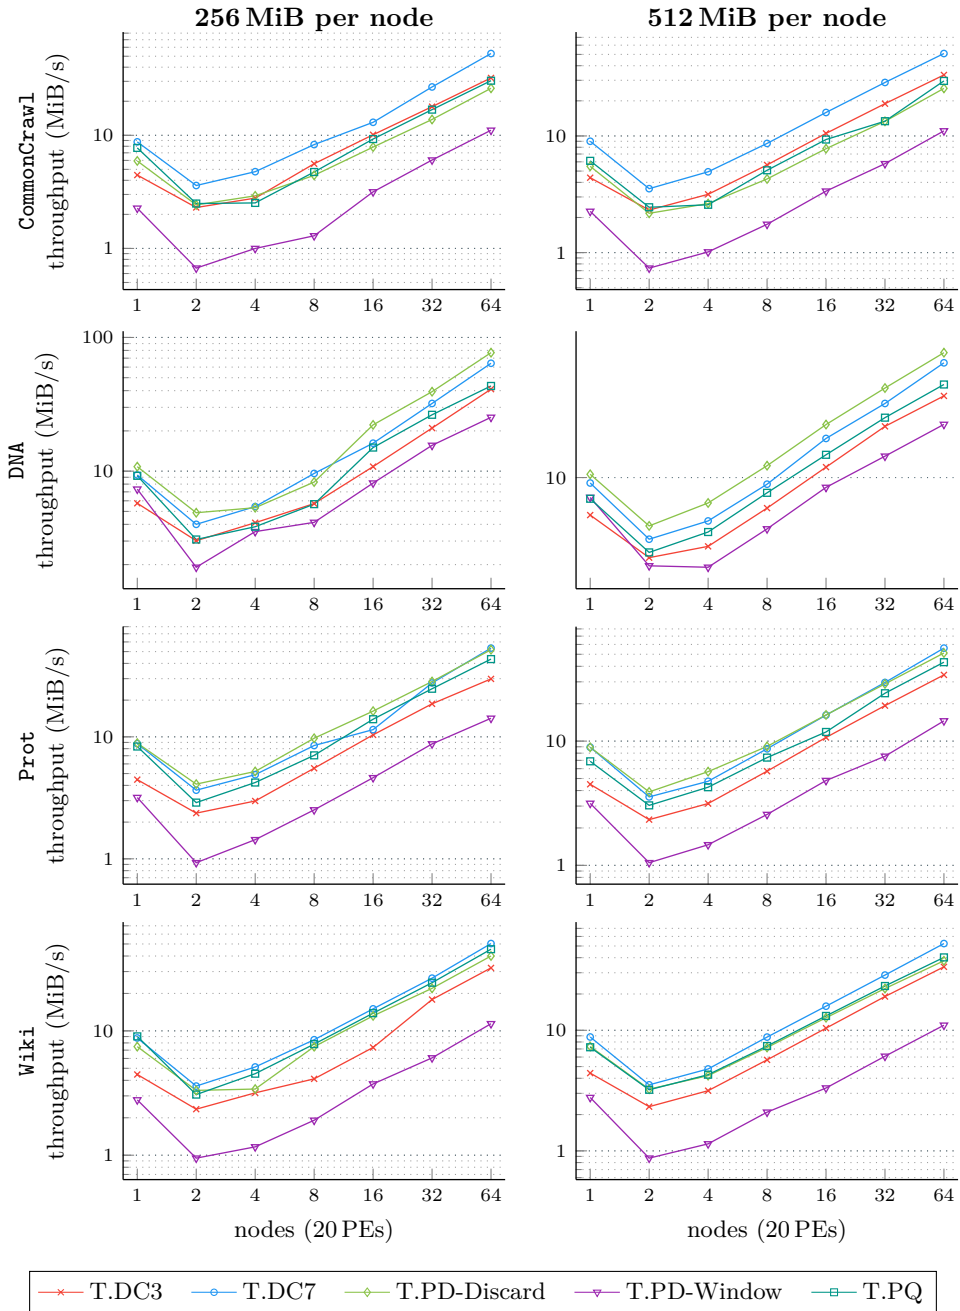 256 MiB per node 512 MiB per node
CommonCrawl
throughput (MiB/s)
10
1
1 2 4 8 16 32 64
10
1
1 2 4 8 16 32 64
DNA
throughput (MiB/s)
100
10
1 2 4 8 16 32 64
10
1 2 4 8 16 32 64
Prot
throughput (MiB/s)
10
1
1 2 4 8 16 32 64
10
1
1 2 4 8 16 32 64
Wiki
throughput (MiB/s)
10
1
1 2 4 8 16 32 64
10
1
1 2 4 8 16 32 64
nodes (20 PEs) nodes (20 PEs)
T.DC3 T.DC7 T.PD-Discard T.PD-Window T.PQ